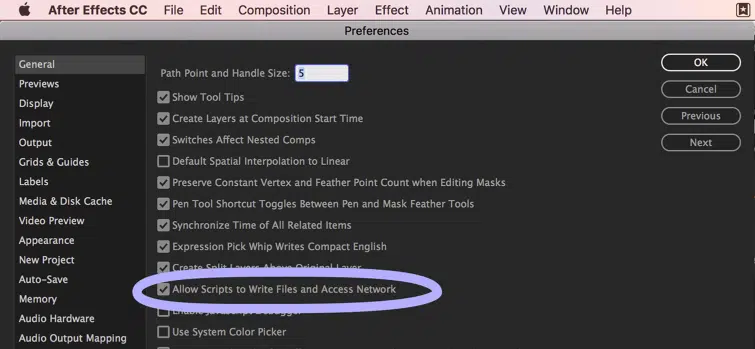 After Effects CC File Edit Composition Layer Effect Animation View Window Help
Preferences
General
Previews
Display
Import
Output
Grids & Guides
Labels
Media & Disk Cache
Video Preview
Appearance
New Project
Auto-Save
Memory
Audio Hardware
Audio Output Mapping
Path Point and Handle Size: 5
Show Tool Tips
Create Layers at Composition Start Time
Switches Affect Nested Comps
Default Spatial Interpolation to Linear
Preserve Constant Vertex and Feather Point Count when Editing Masks
Pen Tool Shortcut Toggles Between Pen and Mask Feather Tools
Synchronize Time of All Related Items
Expression Pick Whip Writes Compact English
Create Split Layers Above Original Layer
Allow Scripts to Write Files and Access Network
Enable JavaScript Debugger
Use System Color Picker
OK
Cancel
Previous
Next